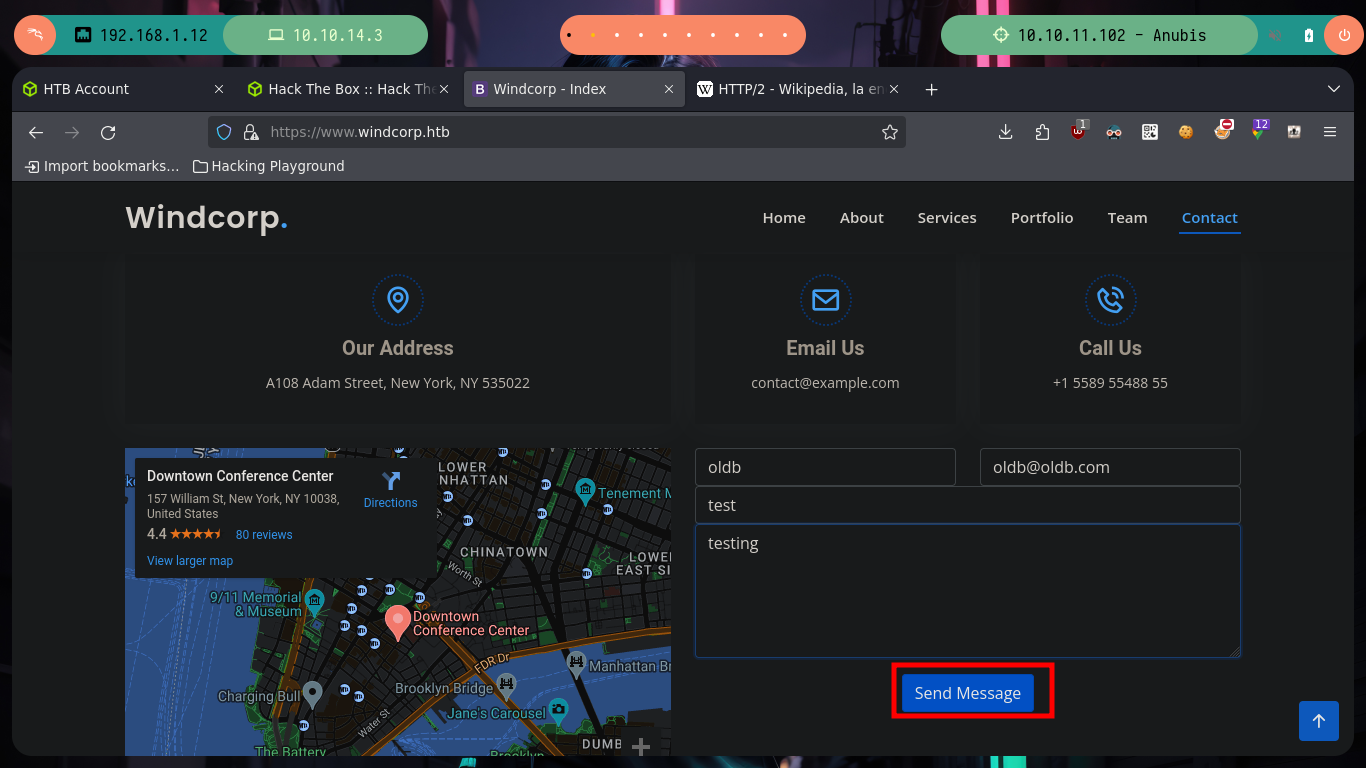 192.168.1.12
10.10.14.3
10.10.11.102 - Anubis
HTB Account
Hack The Box :: Hack The
Windcorp - Index
HTTP/2 - Wikipedia, la en
https://www.windcorp.htb
1
12
Import bookmarks...
Hacking Playground
Windcorp.
Home
About
Services
Portfolio
Team
Contact
Our Address
A108 Adam Street, New York, NY 535022
Email Us
contact@example.com
Call Us
+1 5589 55488 55
Downtown Conference Center
157 William St, New York, NY 10038,
United States
4.4
80 reviews
View larger map
Directions
LOWER
MANHATTAN
Tenement M
CHINATOWN
LOWE
EAST SI
Worth St
9/11 Memorial
& Museum
Downtown
Conference Center
FDR Dr
Manhattan Br
Brooklyn Bridge
Charging Bull
Jane's Carousel
Water St
DUMB
The Battery
Brooklyn
oldb
oldb@oldb.com
test
testing
Send Message